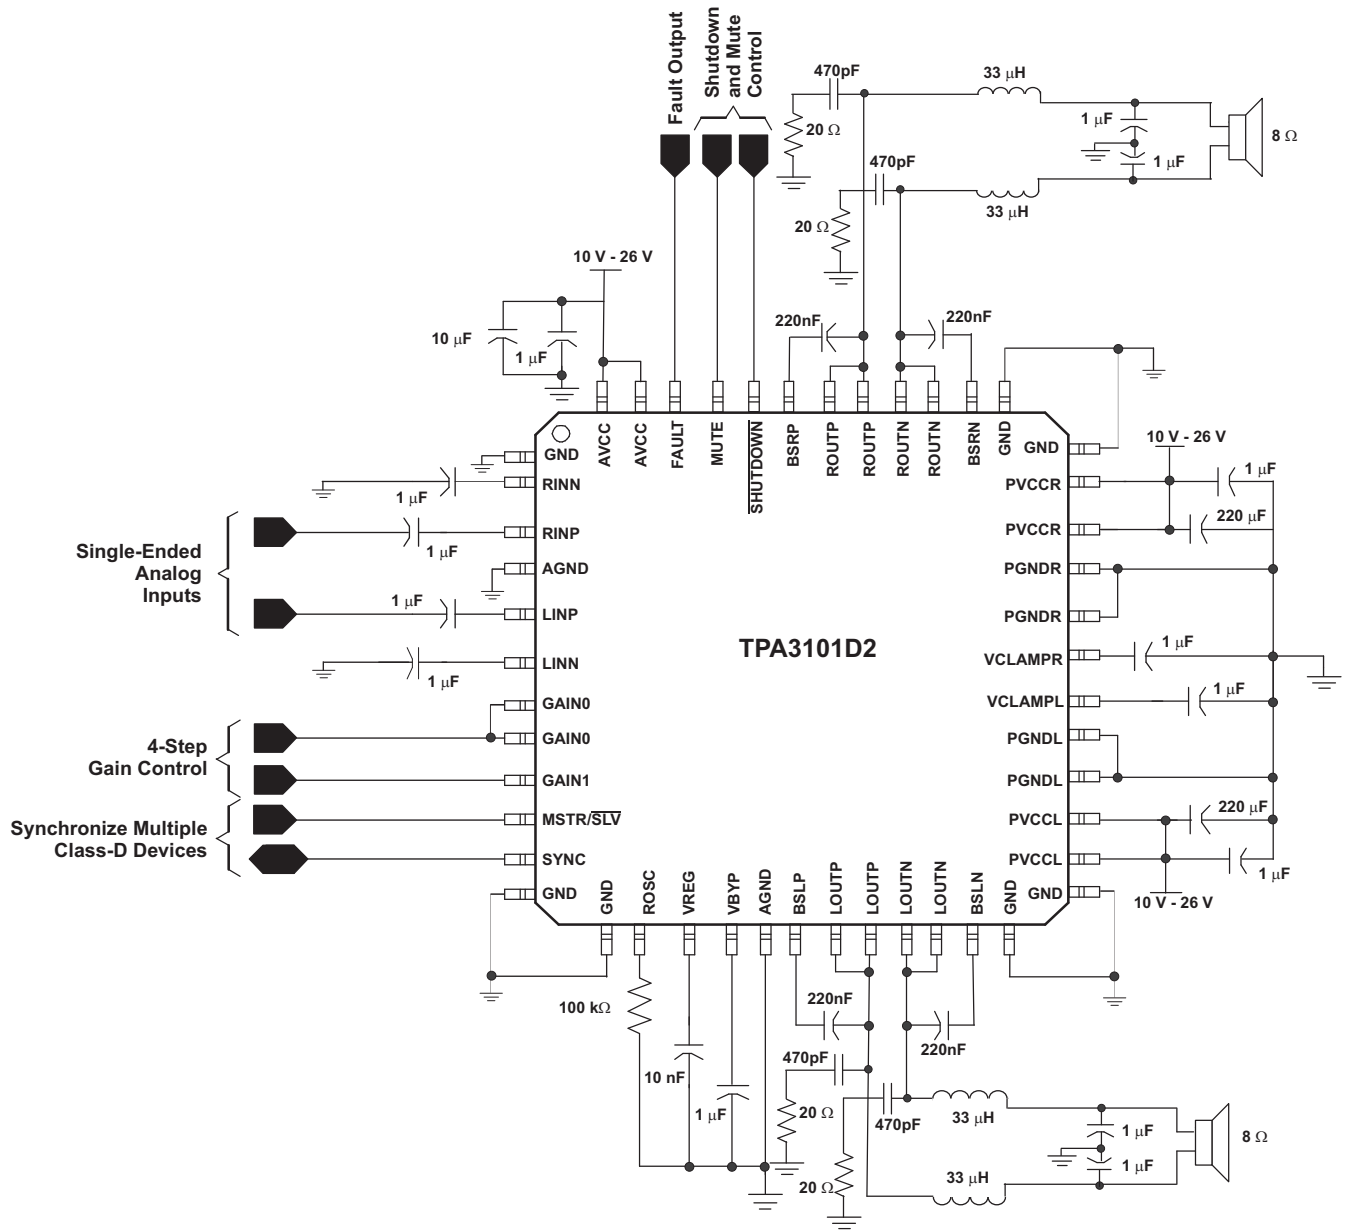 Fault Output
Shutdown
and Mute
Control
470pF
33 μH
20 Ω
1 μF
8 Ω
1 μF
470pF
20 Ω
33 μH
10 V - 26 V
10 μF
1 μF
220nF
220nF
AVCC
AVCC
FAULT
MUTE
SHUTDOWN
BSRP
ROUTP
ROUTP
ROUTN
ROUTN
BSRN
GND
GND
RINN
1 μF
RINP
1 μF
Single-Ended
Analog
Inputs
AGND
1 μF
LINP
LINN
1 μF
GAIN0
4-Step
Gain Control
GAIN0
GAIN1
Synchronize Multiple
Class-D Devices
MSTR/SLV
SYNC
GND
TPA3101D2
GND
10 V - 26 V
PVCCR
1 μF
PVCCR
220 μF
PGNDR
PGNDR
VCLAMPR
1 μF
VCLAMPL
1 μF
PGNDL
PGNDL
PVCCL
220 μF
PVCCL
1 μF
GND
10 V - 26 V
GND
ROSC
VREG
VBYP
AGND
BSLP
LOUTP
LOUTP
LOUTN
LOUTN
BSLN
GND
100 kΩ
10 nF
1 μF
220nF
220nF
470pF
20 Ω
470pF
33 μH
1 μF
8 Ω
1 μF
20 Ω
33 μH